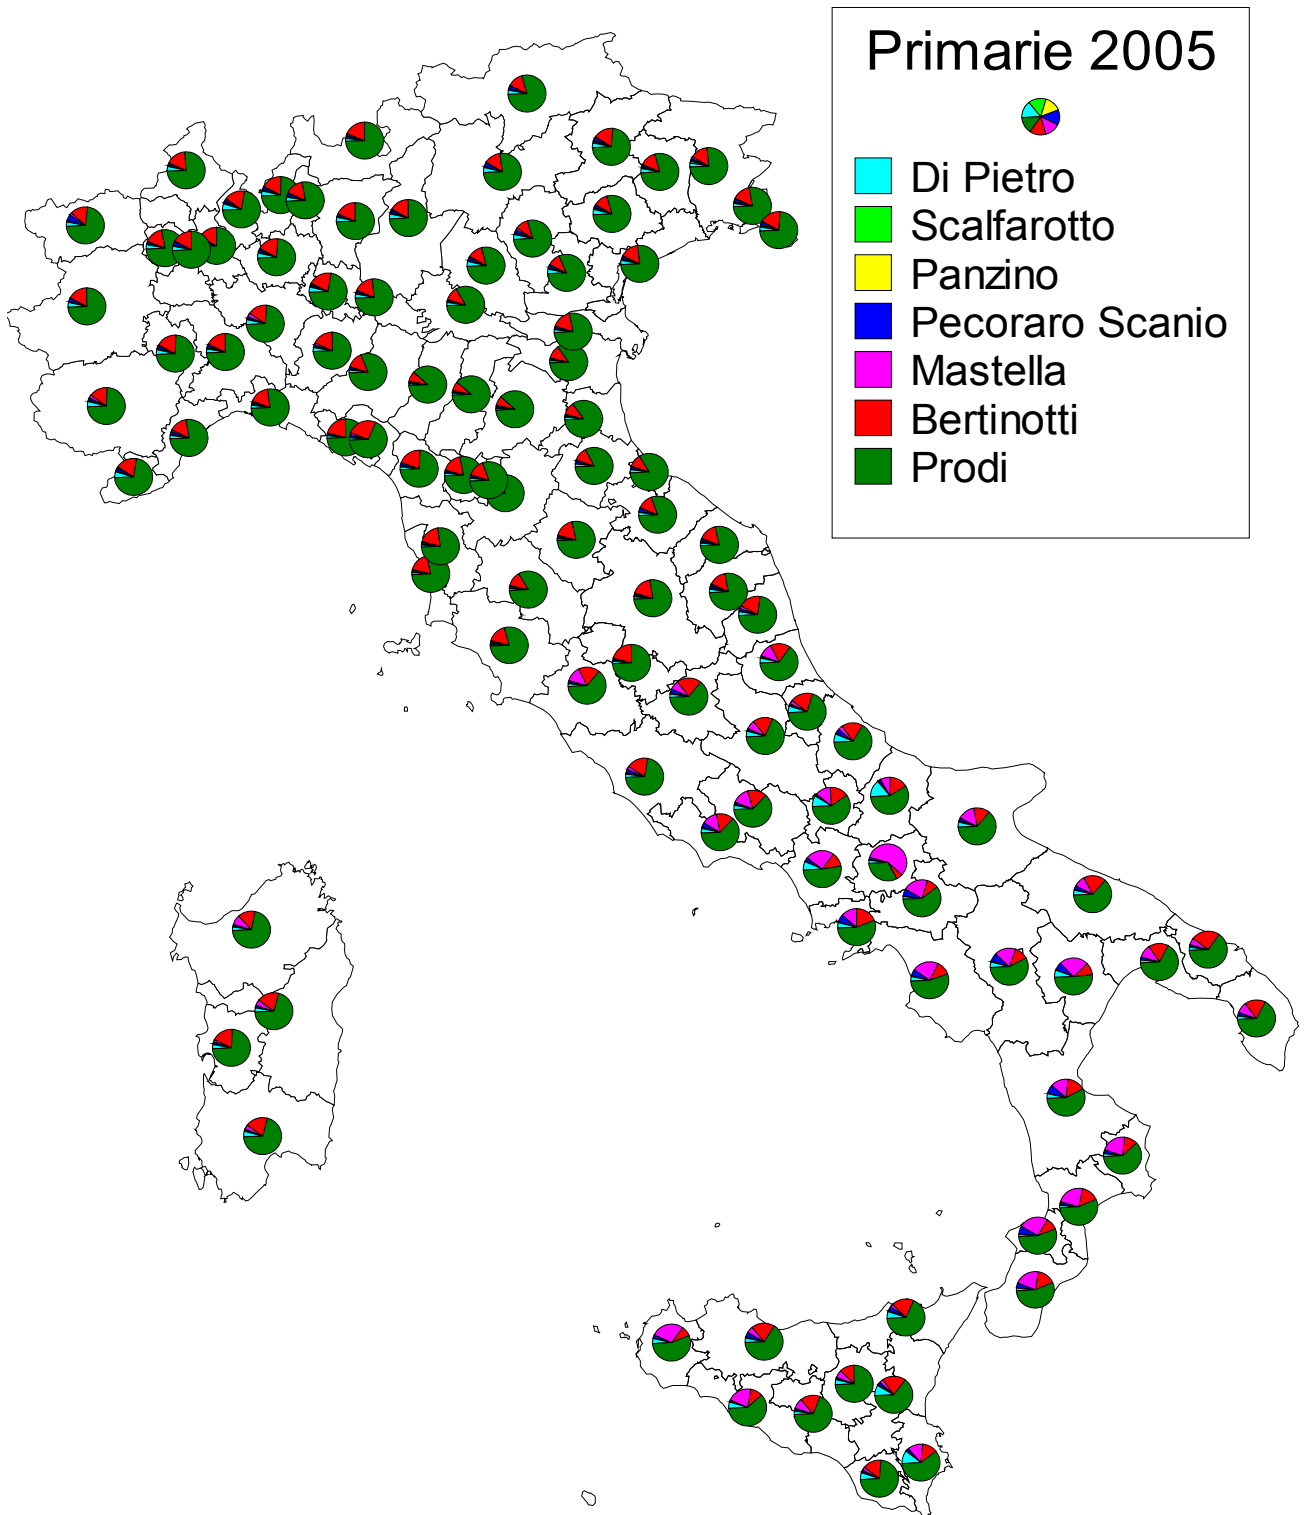 Primarie 2005
Di Pietro
Scalfarotto
Panzino
Pecoraro Scanio
Mastella
Bertinotti
Prodi